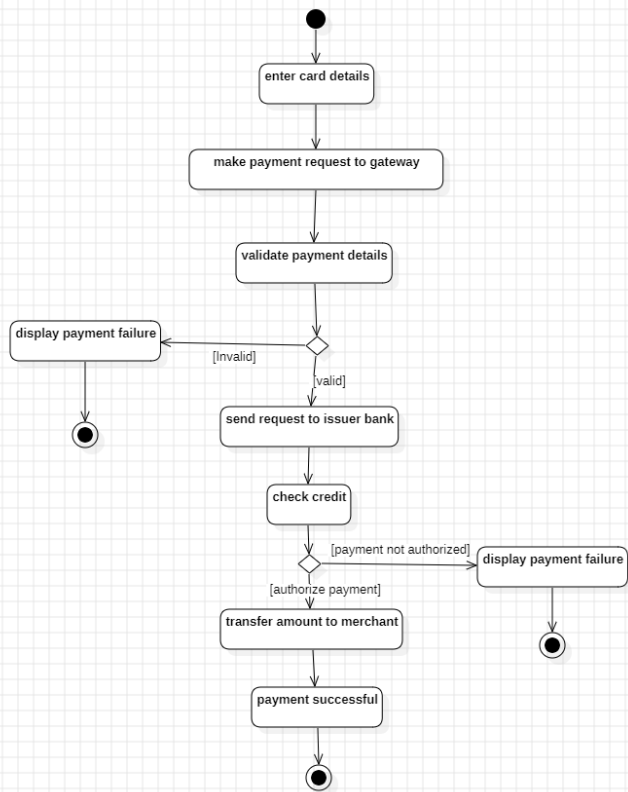 enter card details
make payment request to gateway
validate payment details
display payment failure
[Invalid]
[valid]
send request to issuer bank
check credit
[payment not authorized]
display payment failure
[authorize payment]
transfer amount to merchant
payment successful